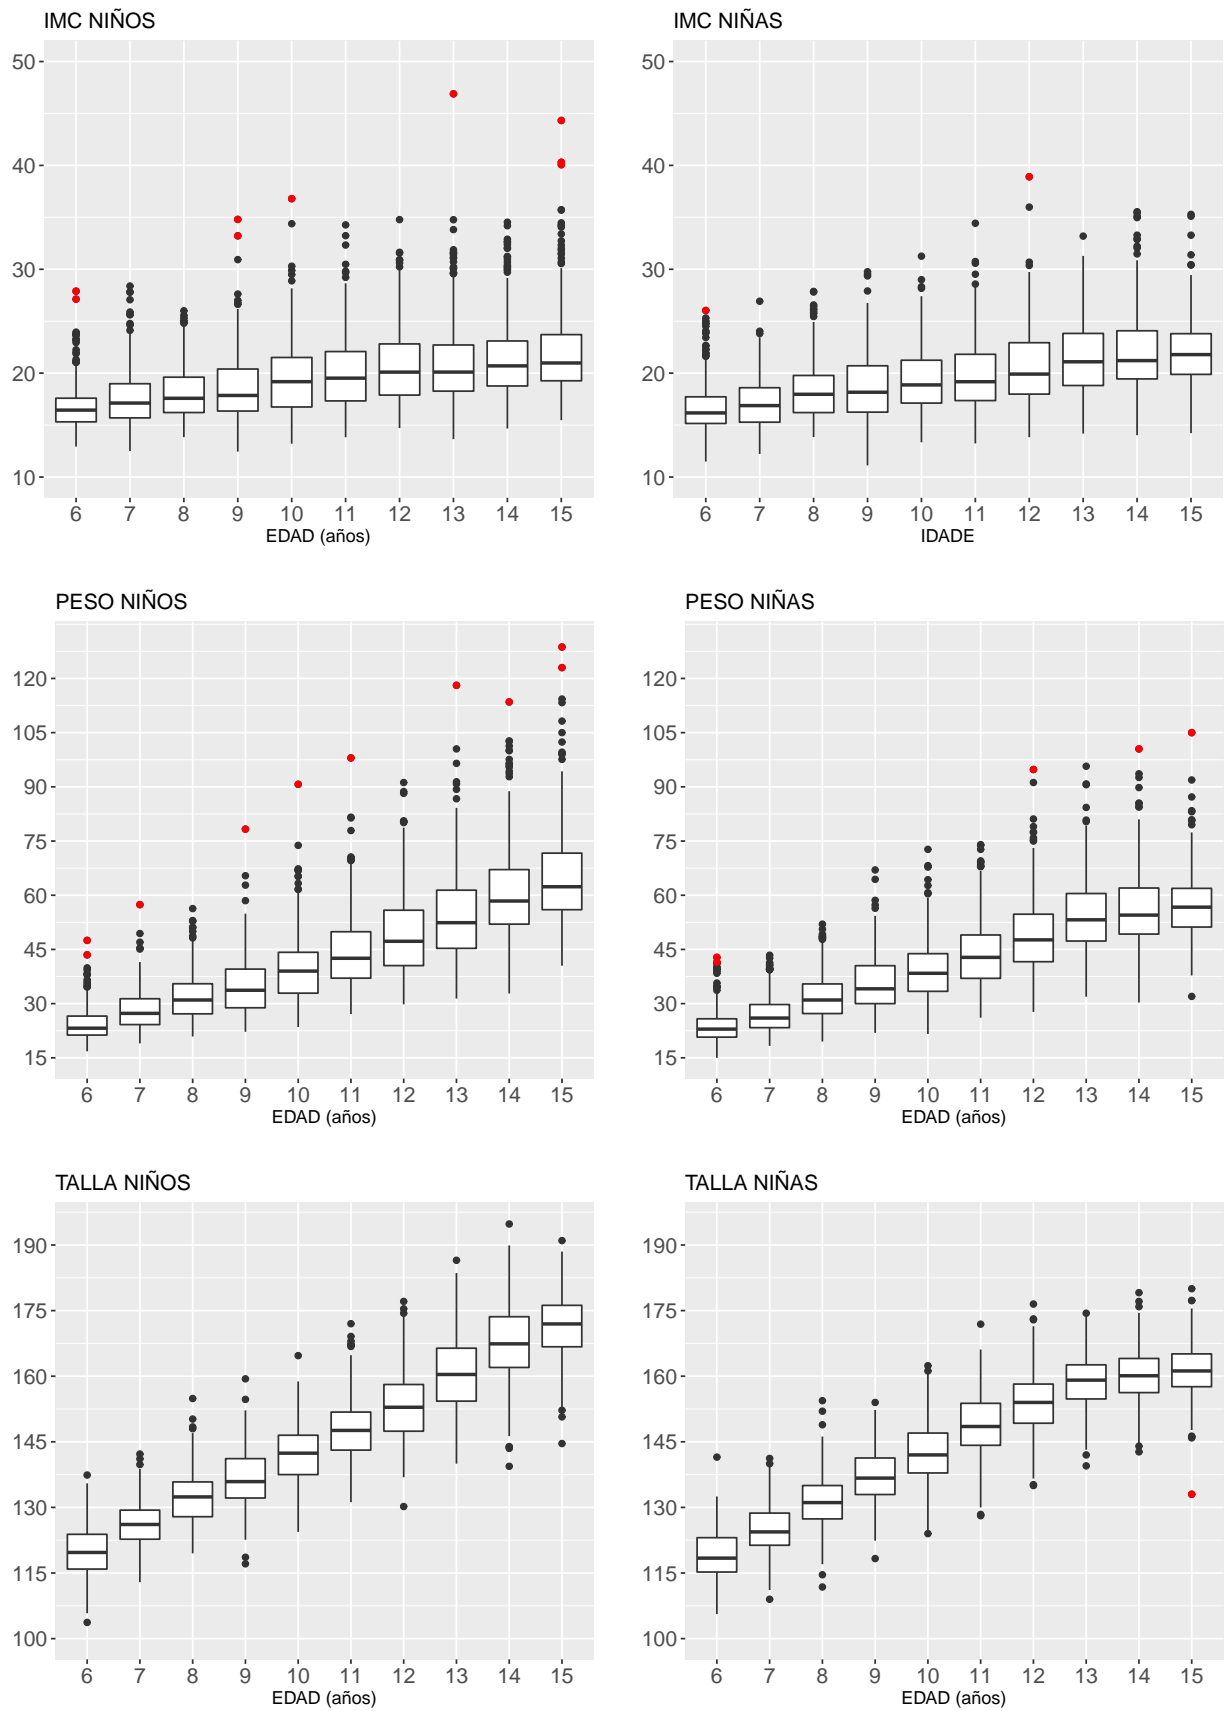 IMC NIÑOS
50
40
30
20
10
6 7 8 9 10 11 12 13 14 15
EDAD (años)
IMC NIÑAS
50
40
30
20
10
6 7 8 9 10 11 12 13 14 15
IDADE
PESO NIÑOS
120
105
90
75
60
45
30
15
6 7 8 9 10 11 12 13 14 15
EDAD (años)
PESO NIÑAS
120
105
90
75
60
45
30
15
6 7 8 9 10 11 12 13 14 15
EDAD (años)
TALLA NIÑOS
190
175
160
145
130
115
100
6 7 8 9 10 11 12 13 14 15
EDAD (años)
TALLA NIÑAS
190
175
160
145
130
115
100
6 7 8 9 10 11 12 13 14 15
EDAD (años)